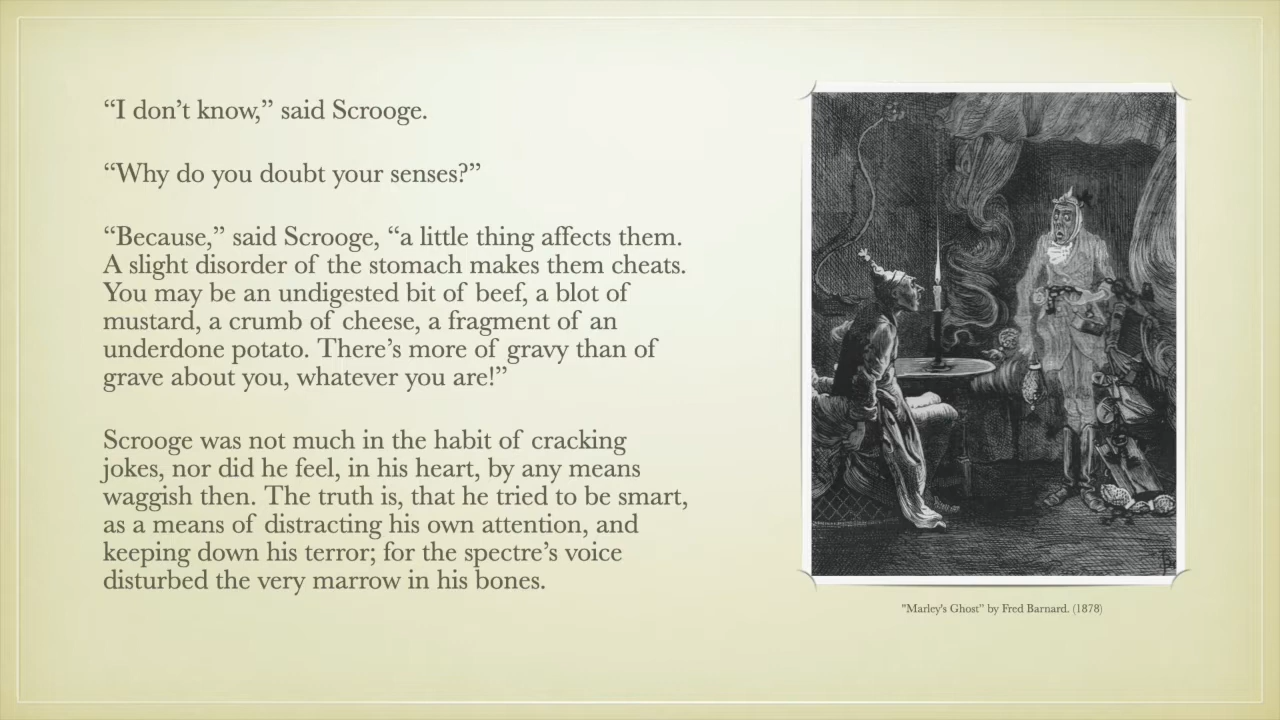 “I don’t know,” said Scrooge.
“Why do you doubt your senses?”
“Because,” said Scrooge, “a little thing affects them.
A slight disorder of the stomach makes them cheats.
You may be an undigested bit of beef, a blot of
mustard, a crumb of cheese, a fragment of an
underdone potato. There’s more of gravy than of
grave about you, whatever you are!”
Scrooge was not much in the habit of cracking
jokes, nor did he feel, in his heart, by any means
waggish then. The truth is, that he tried to be smart,
as a means of distracting his own attention, and
keeping down his terror; for the spectre’s voice
disturbed the very marrow in his bones.
"Marley's Ghost" by Fred Barnard. (1878)